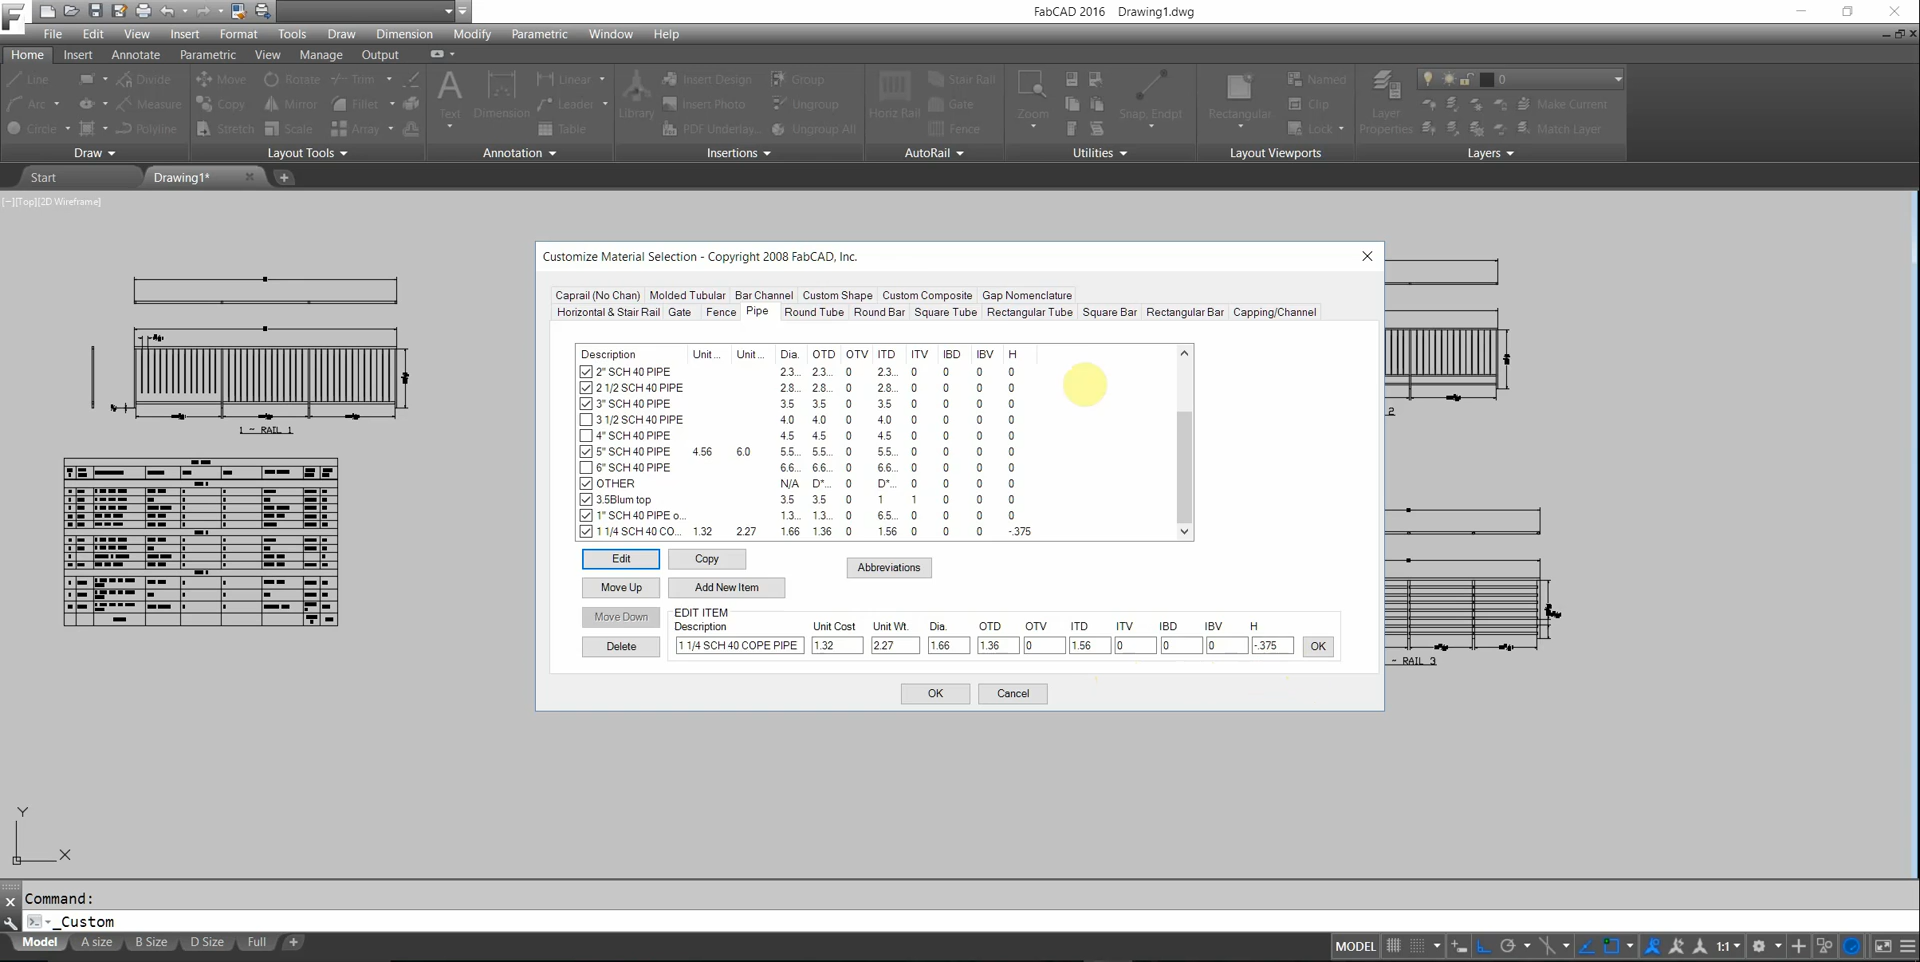 FabCAD 2016 Drawing1.dwg
File Edit View Insert Format Tools Draw Dimension Modify Parametric Window Help
Home Insert Annotate Parametric View Manage Output
Line Divide Move Rotate Trim Linear Insert Design Group Stair Rail Named 0
Arc Measure Copy Mirror Fillet Leader Insert Photo Ungroup Gate Clip Make Current
Text Dimension Library Horiz Rail Zoom Snap, Endpt Rectangular Layer Properties
Circle Polyline Stretch Scale Array Table PDF Underlay... Ungroup All Fence Lock Match Layer
Draw Layout Tools Annotation Insertions AutoRail Utilities Layout Viewports Layers
Start Drawing1*
[−][Top][2D Wireframe]
Customize Material Selection - Copyright 2008 FabCAD, Inc.
Caprail (No Chan) Molded Tubular Bar Channel Custom Shape Custom Composite Gap Nomenclature
Horizontal & Stair Rail Gate Fence Pipe Round Tube Round Bar Square Tube Rectangular Tube Square Bar Rectangular Bar Capping/Channel
Description Unit... Unit... Dia. OTD OTV ITD ITV IBD IBV H
2" SCH 40 PIPE 2.3... 2.3... 0 2.3... 0 0 0 0
2 1/2 SCH 40 PIPE 2.8... 2.8... 0 2.8... 0 0 0 0
3" SCH 40 PIPE 3.5 3.5 0 3.5 0 0 0 0
3 1/2 SCH 40 PIPE 4.0 4.0 0 4.0 0 0 0 0
4" SCH 40 PIPE 4.5 4.5 0 4.5 0 0 0 0
5" SCH 40 PIPE 4.56 6.0 5.5... 5.5... 0 5.5... 0 0 0 0
6" SCH 40 PIPE 6.6... 6.6... 0 6.6... 0 0 0 0
OTHER N/A D*... 0 D*... 0 0 0 0
3.5Blum top 3.5 3.5 0 1 1 0 0 0
1" SCH 40 PIPE o... 1.3... 1.3... 0 6.5... 0 0 0 0
1 1/4 SCH 40 CO... 1.32 2.27 1.66 1.36 0 1.56 0 0 0 -.375
Edit Copy
Abbreviations
Move Up Add New Item
Move Down
Delete
EDIT ITEM
Description Unit Cost Unit Wt. Dia. OTD OTV ITD ITV IBD IBV H
1 1/4 SCH 40 COPE PIPE 1.32 2.27 1.66 1.36 0 1.56 0 0 0 -.375 OK
OK Cancel
1 ~ RAIL 1
2
~ RAIL 3
Y
X
Command:
_Custom
Model A size B Size D Size Full
MODEL 1:1